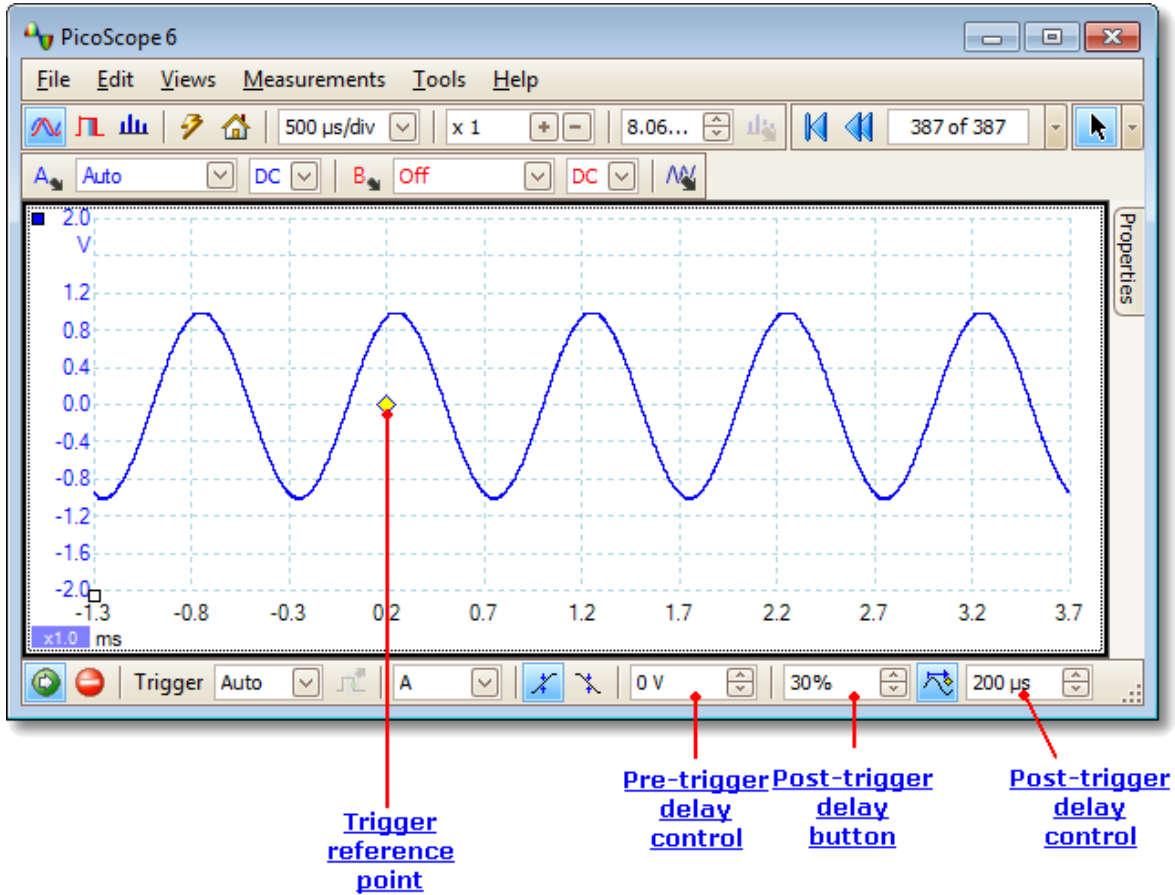 PicoScope 6
File Edit Views Measurements Tools Help
500 µs/div x 1 8.06... 387 of 387
A Auto DC B Off DC
Properties
2.0
V
1.2
0.8
0.4
0.0
-0.4
-0.8
-1.2
-1.6
-2.0
-1.3 -0.8 -0.3 0.2 0.7 1.2 1.7 2.2 2.7 3.2 3.7
x1.0 ms
Trigger Auto A 0 V 30% 200 µs
Trigger
reference
point
Pre-trigger
delay
control
Post-trigger
delay
button
Post-trigger
delay
control